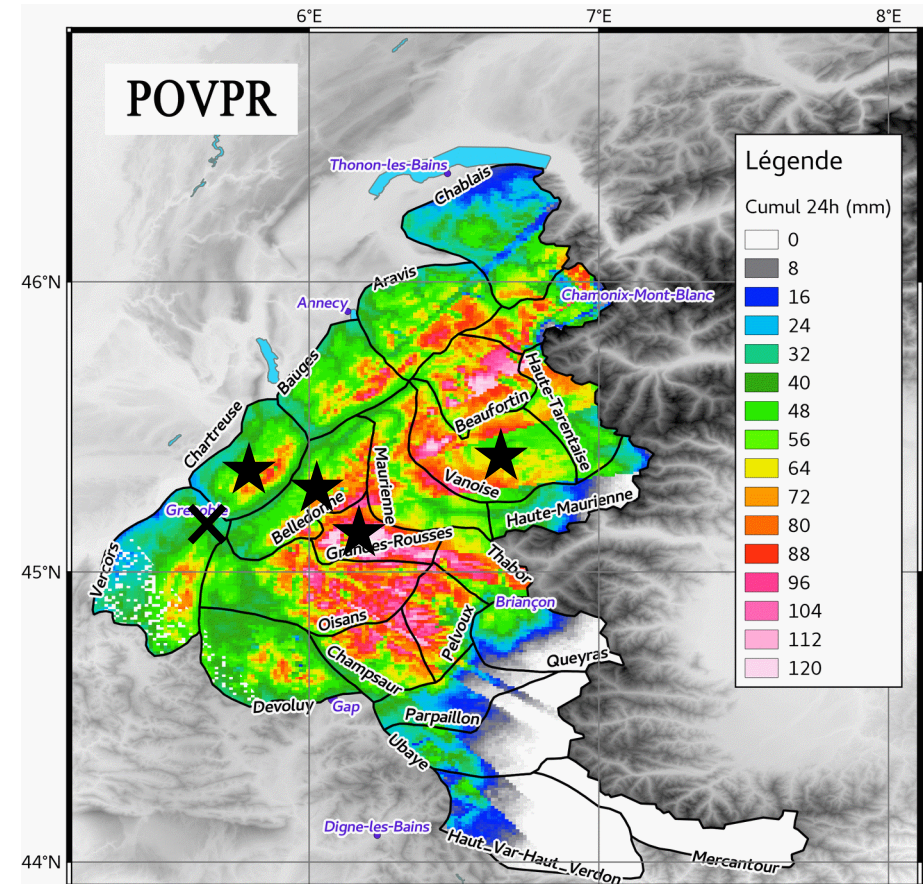 6°E
7°E
8°E
POVPR
Thonon-les-Bains
Chablais
Légende
Cumul 24h (mm)
0
8
16
24
32
40
48
56
64
72
80
88
96
104
112
120
46°N
Aravis
Annecy
Chamonix-Mont-Blanc
Bauges
Haute-Tarentaise
Beaufortin
Chartreuse
Maurienne
Vanoise
Grenoble
Belledonne
Haute-Maurienne
Grandes-Rousses
Vercors
45°N
Thabor
Briançon
Oisans
Pelvoux
Champsaur
Queyras
Devoluy
Gap
Parpaillon
Ubaye
Digne-les-Bains
Haut_Var-Haut_Verdon
Mercantour
44°N